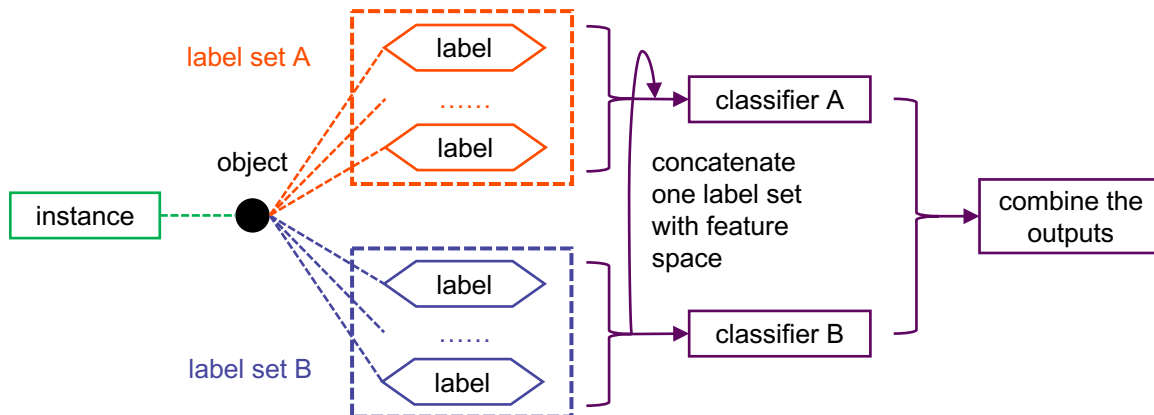 label set A
label
......
label
object
instance
label
......
label
label set B
classifier A
concatenate
one label set
with feature
space
classifier B
combine the
outputs